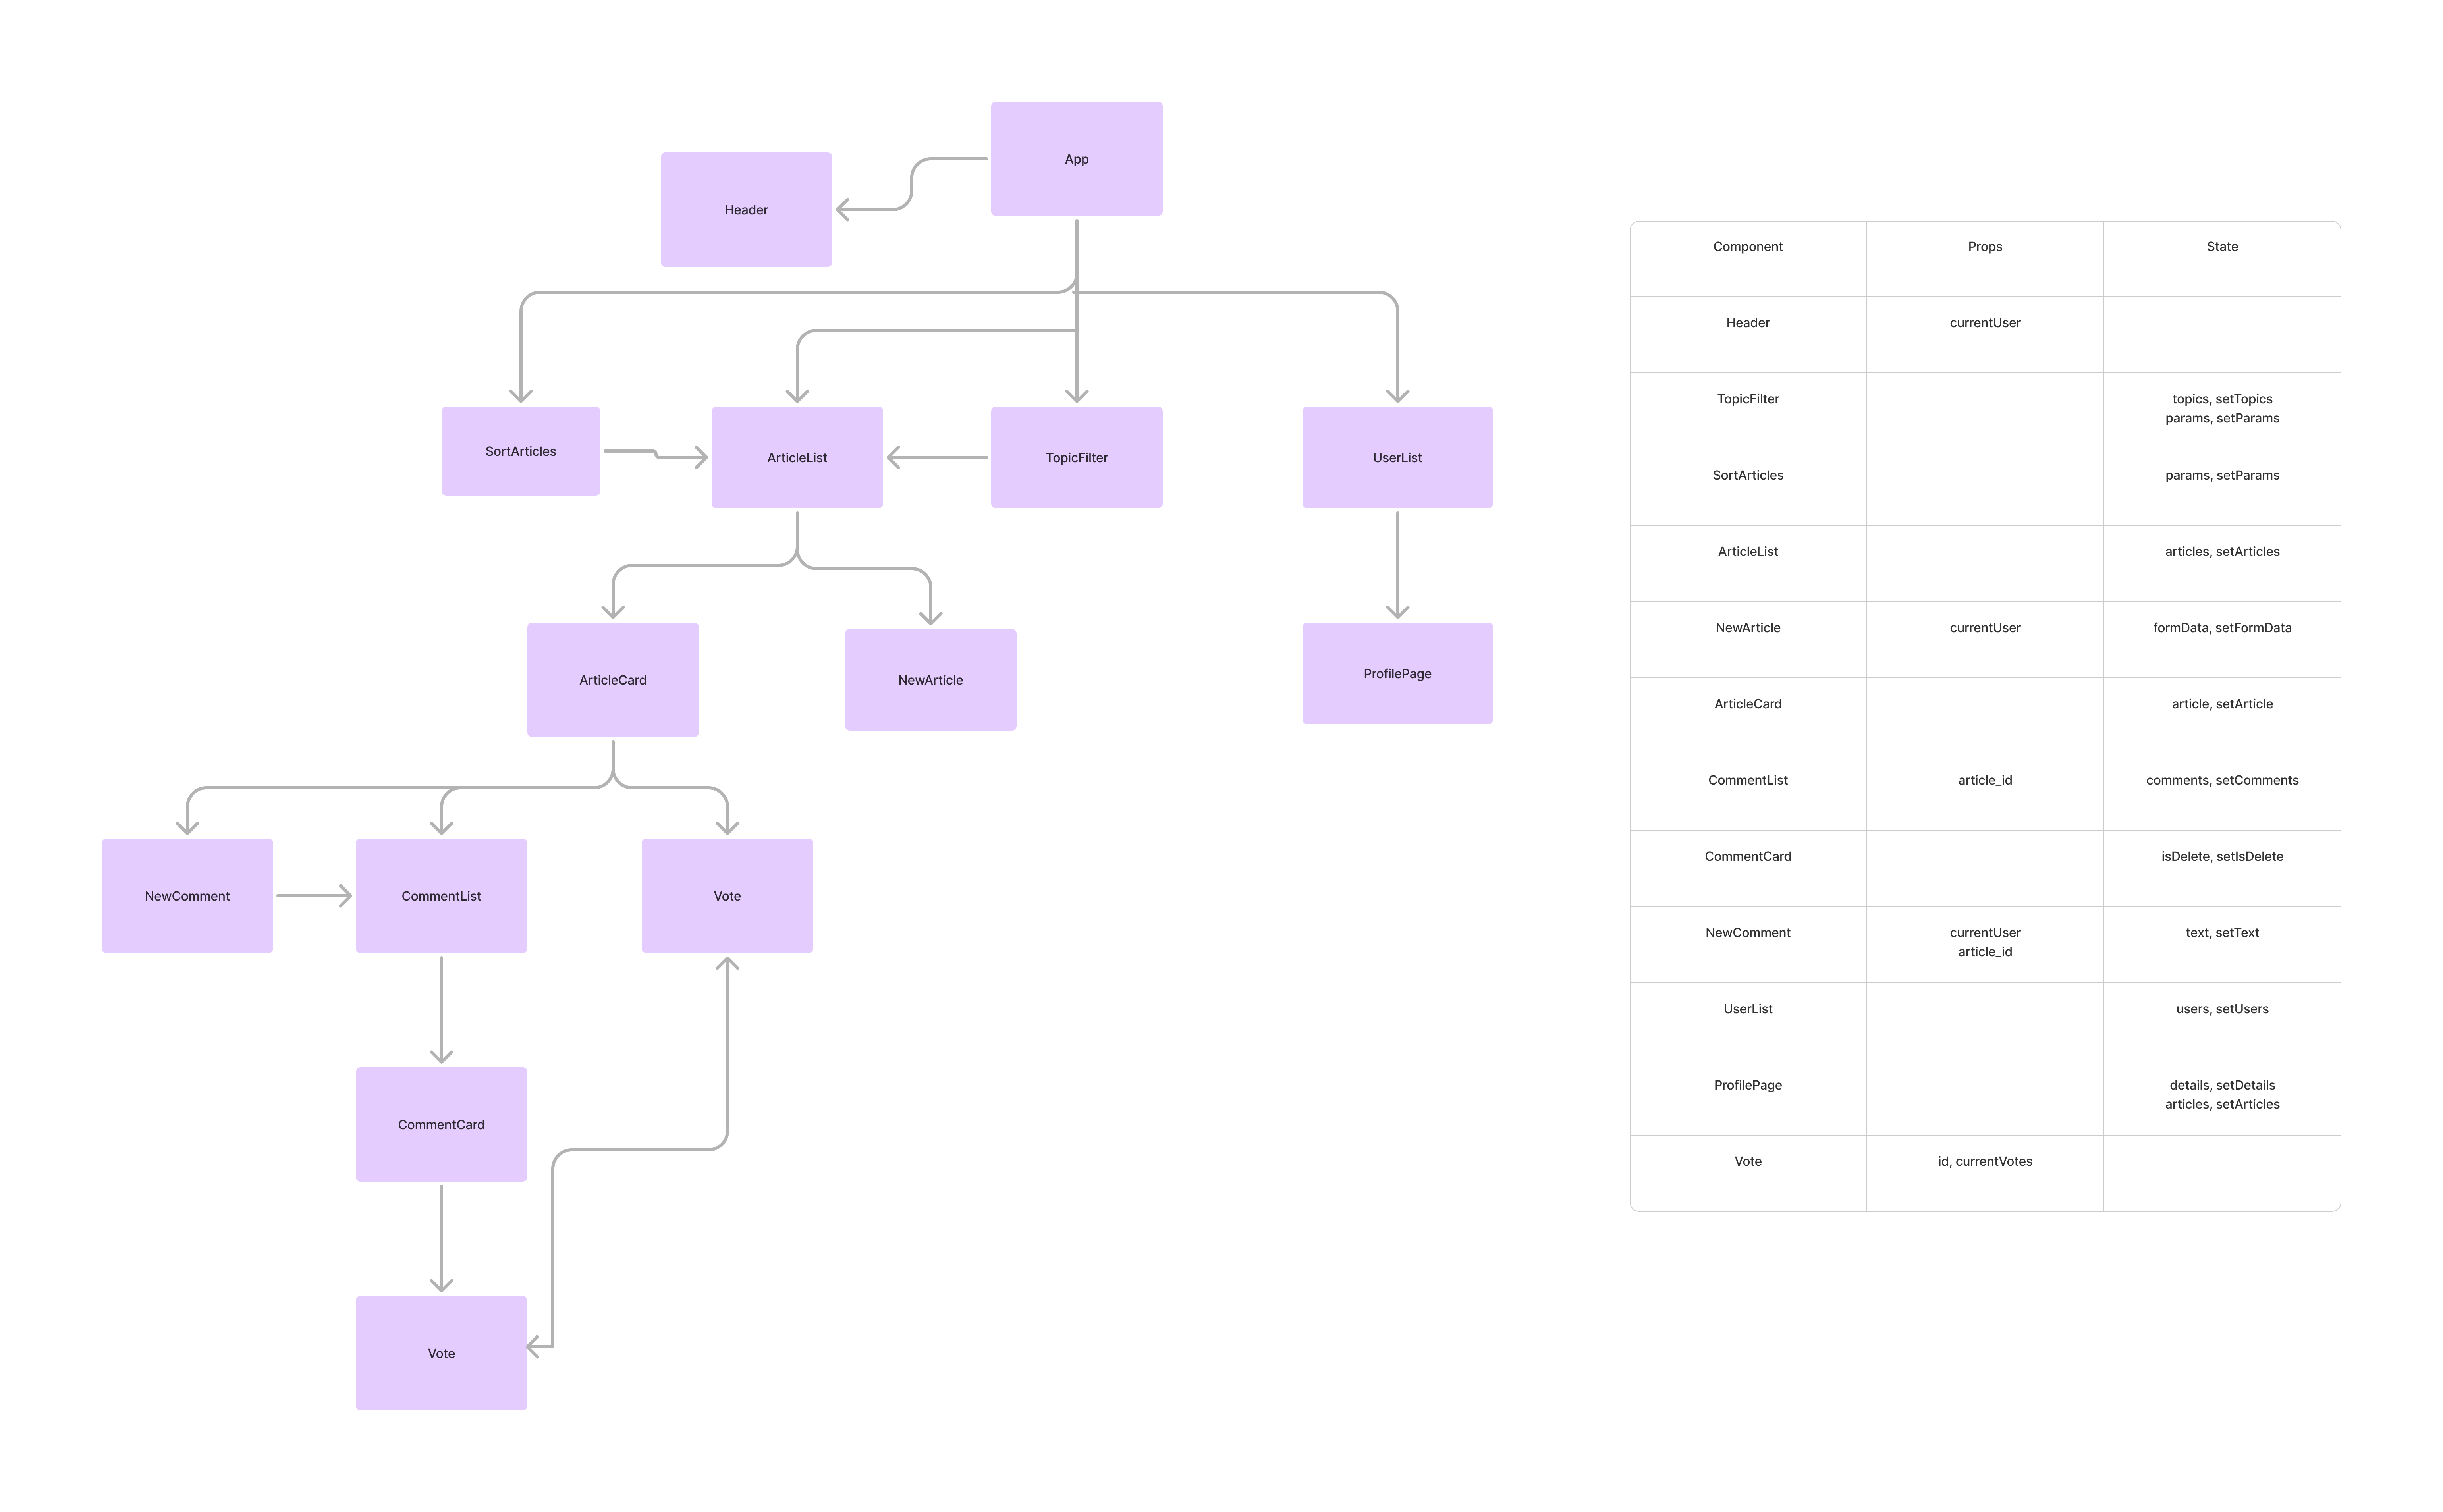 App
Header
SortArticles
ArticleList
TopicFilter
UserList
ArticleCard
NewArticle
ProfilePage
NewComment
CommentList
Vote
CommentCard
Vote
Component Props State
Header currentUser
TopicFilter topics, setTopics
params, setParams
SortArticles params, setParams
ArticleList articles, setArticles
NewArticle currentUser formData, setFormData
ArticleCard article, setArticle
CommentList article_id comments, setComments
CommentCard isDelete, setIsDelete
NewComment currentUser text, setText
article_id
UserList users, setUsers
ProfilePage details, setDetails
articles, setArticles
Vote id, currentVotes